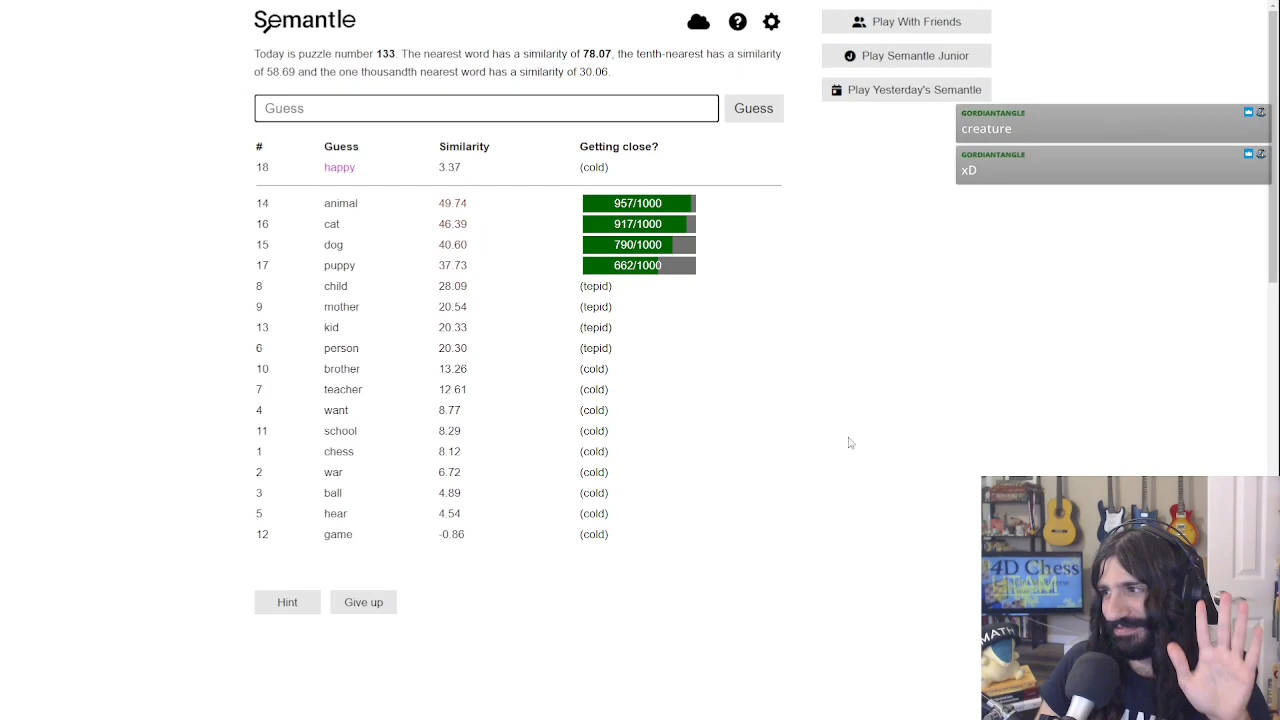 Semantle
Today is puzzle number 133. The nearest word has a similarity of 78.07, the tenth-nearest has a similarity
of 58.69 and the one thousandth nearest word has a similarity of 30.06.
Guess Guess
# Guess Similarity Getting close?
18 happy 3.37 (cold)
14 animal 49.74 957/1000
16 cat 46.39 917/1000
15 dog 40.60 790/1000
17 puppy 37.73 662/1000
8 child 28.09 (tepid)
9 mother 20.54 (tepid)
13 kid 20.33 (tepid)
6 person 20.30 (tepid)
10 brother 13.26 (cold)
7 teacher 12.61 (cold)
4 want 8.77 (cold)
11 school 8.29 (cold)
1 chess 8.12 (cold)
2 war 6.72 (cold)
3 ball 4.89 (cold)
5 hear 4.54 (cold)
12 game -0.86 (cold)
Hint Give up
Play With Friends
J Play Semantle Junior
Play Yesterday's Semantle
GORDIANTANGLE
creature
GORDIANTANGLE
xD
4D Chess
MATH